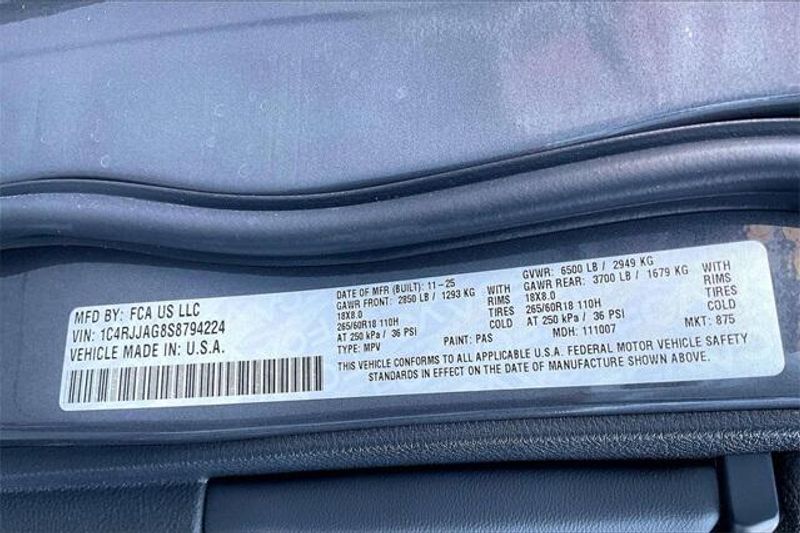 MFD BY: FCA US LLC
VIN: 1C4RJJAG8S8794224
VEHICLE MADE IN U.S.A.
DATE OF MFR (BUILT): 11-25 GVWR: 6500 LB / 2949 KG
GAWR FRONT: 2850 LB / 1293 KG WITH GAWR REAR: 3700 LB / 1679 KG WITH
18X8.0 RIMS 18X8.0 RIMS
265/60R18 110H TIRES 265/60R18 110H TIRES
AT 250 kPa / 36 PSI COLD AT 250 kPa / 36 PSI COLD
TYPE: MPV PAINT: PAS MDH: 111007 MKT: 875
THIS VEHICLE CONFORMS TO ALL APPLICABLE U.S.A. FEDERAL MOTOR VEHICLE SAFETY
STANDARDS IN EFFECT ON THE DATE OF MANUFACTURE SHOWN ABOVE.